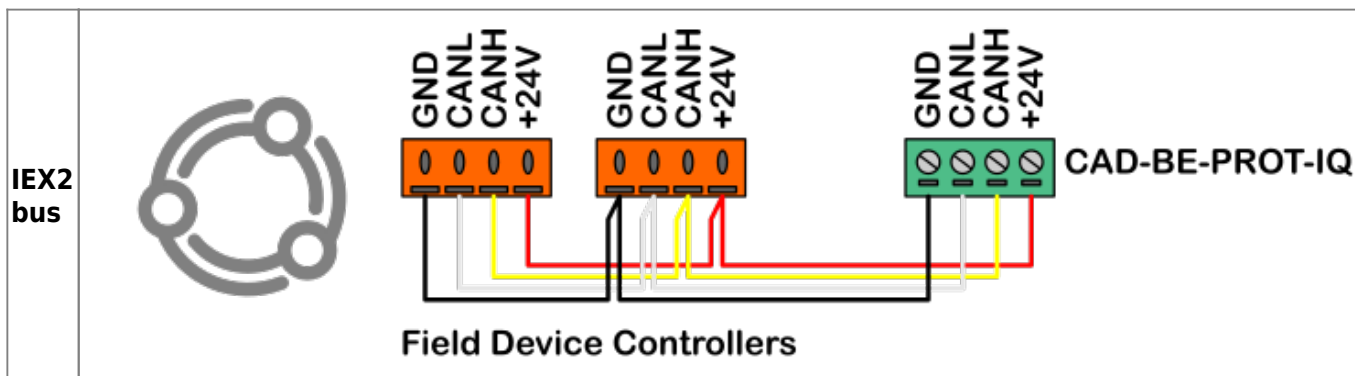 IEX2
bus
GND CANL CANH +24V
GND CANL CANH +24V
GND CANL CANH +24V
CAD-BE-PROT-IQ
Field Device Controllers